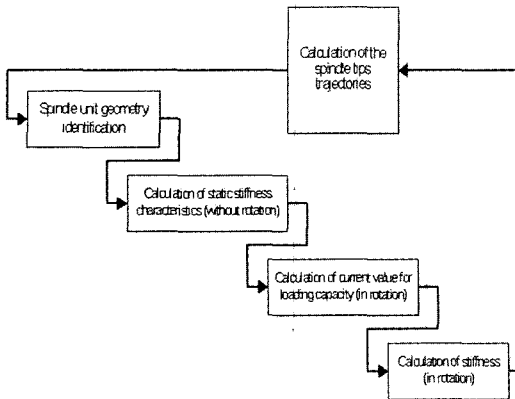 Calculation of the
spindle tips
trajectories
Spindle unit geometry
identification
Calculation of static stiffness
characteristics (without rotation)
Calculation of current value for
loading capacity (in rotation)
Calculation of stiffness
(in rotation)